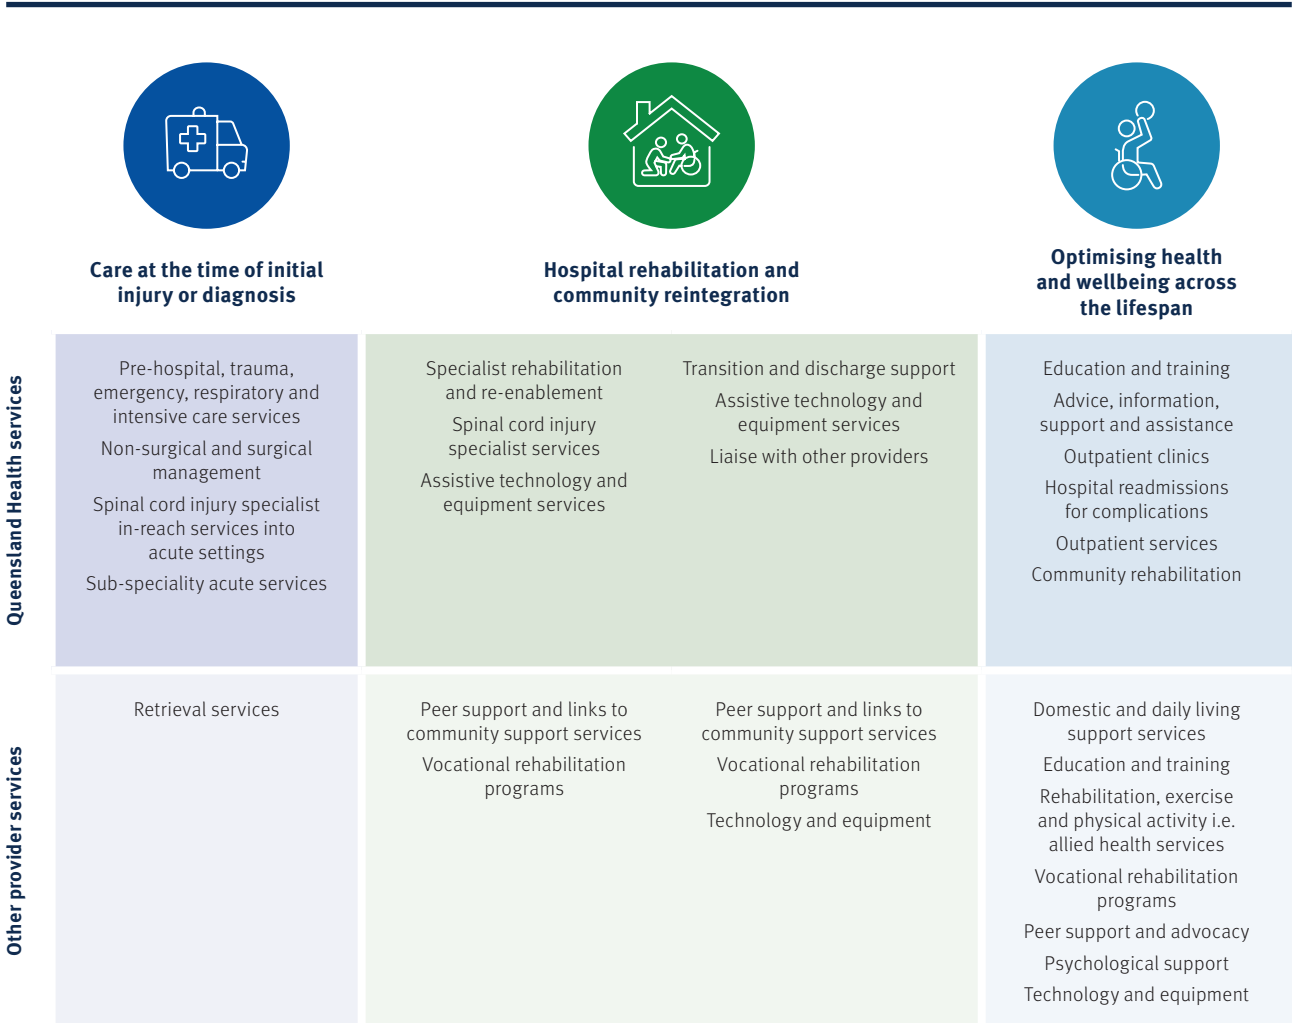 Care at the time of initial
injury or diagnosis
Hospital rehabilitation and
community reintegration
Optimising health
and wellbeing across
the lifespan
Queensland Health services
Pre-hospital, trauma,
emergency, respiratory and
intensive care services
Non-surgical and surgical
management
Spinal cord injury specialist
in-reach services into
acute settings
Sub-speciality acute services
Specialist rehabilitation
and re-enablement
Spinal cord injury
specialist services
Assistive technology and
equipment services
Transition and discharge support
Assistive technology and
equipment services
Liaise with other providers
Education and training
Advice, information,
support and assistance
Outpatient clinics
Hospital readmissions
for complications
Outpatient services
Community rehabilitation
Other provider services
Retrieval services
Peer support and links to
community support services
Vocational rehabilitation
programs
Peer support and links to
community support services
Vocational rehabilitation
programs
Technology and equipment
Domestic and daily living
support services
Education and training
Rehabilitation, exercise
and physical activity i.e.
allied health services
Vocational rehabilitation
programs
Peer support and advocacy
Psychological support
Technology and equipment